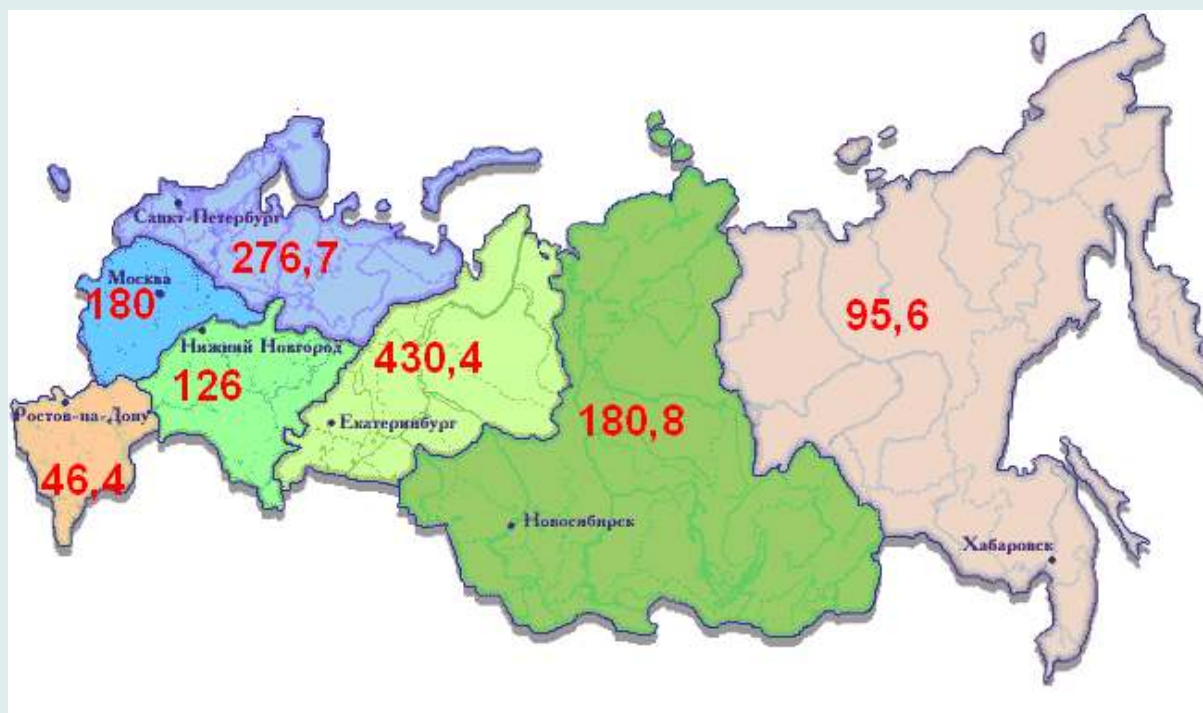 Санкт-Петербург
276,7
Москва
180
95,6
Нижний Новгород
430,4
126
Ростов-на-Дону
Екатеринбург
180,8
46,4
Новосибирск
Хабаровск